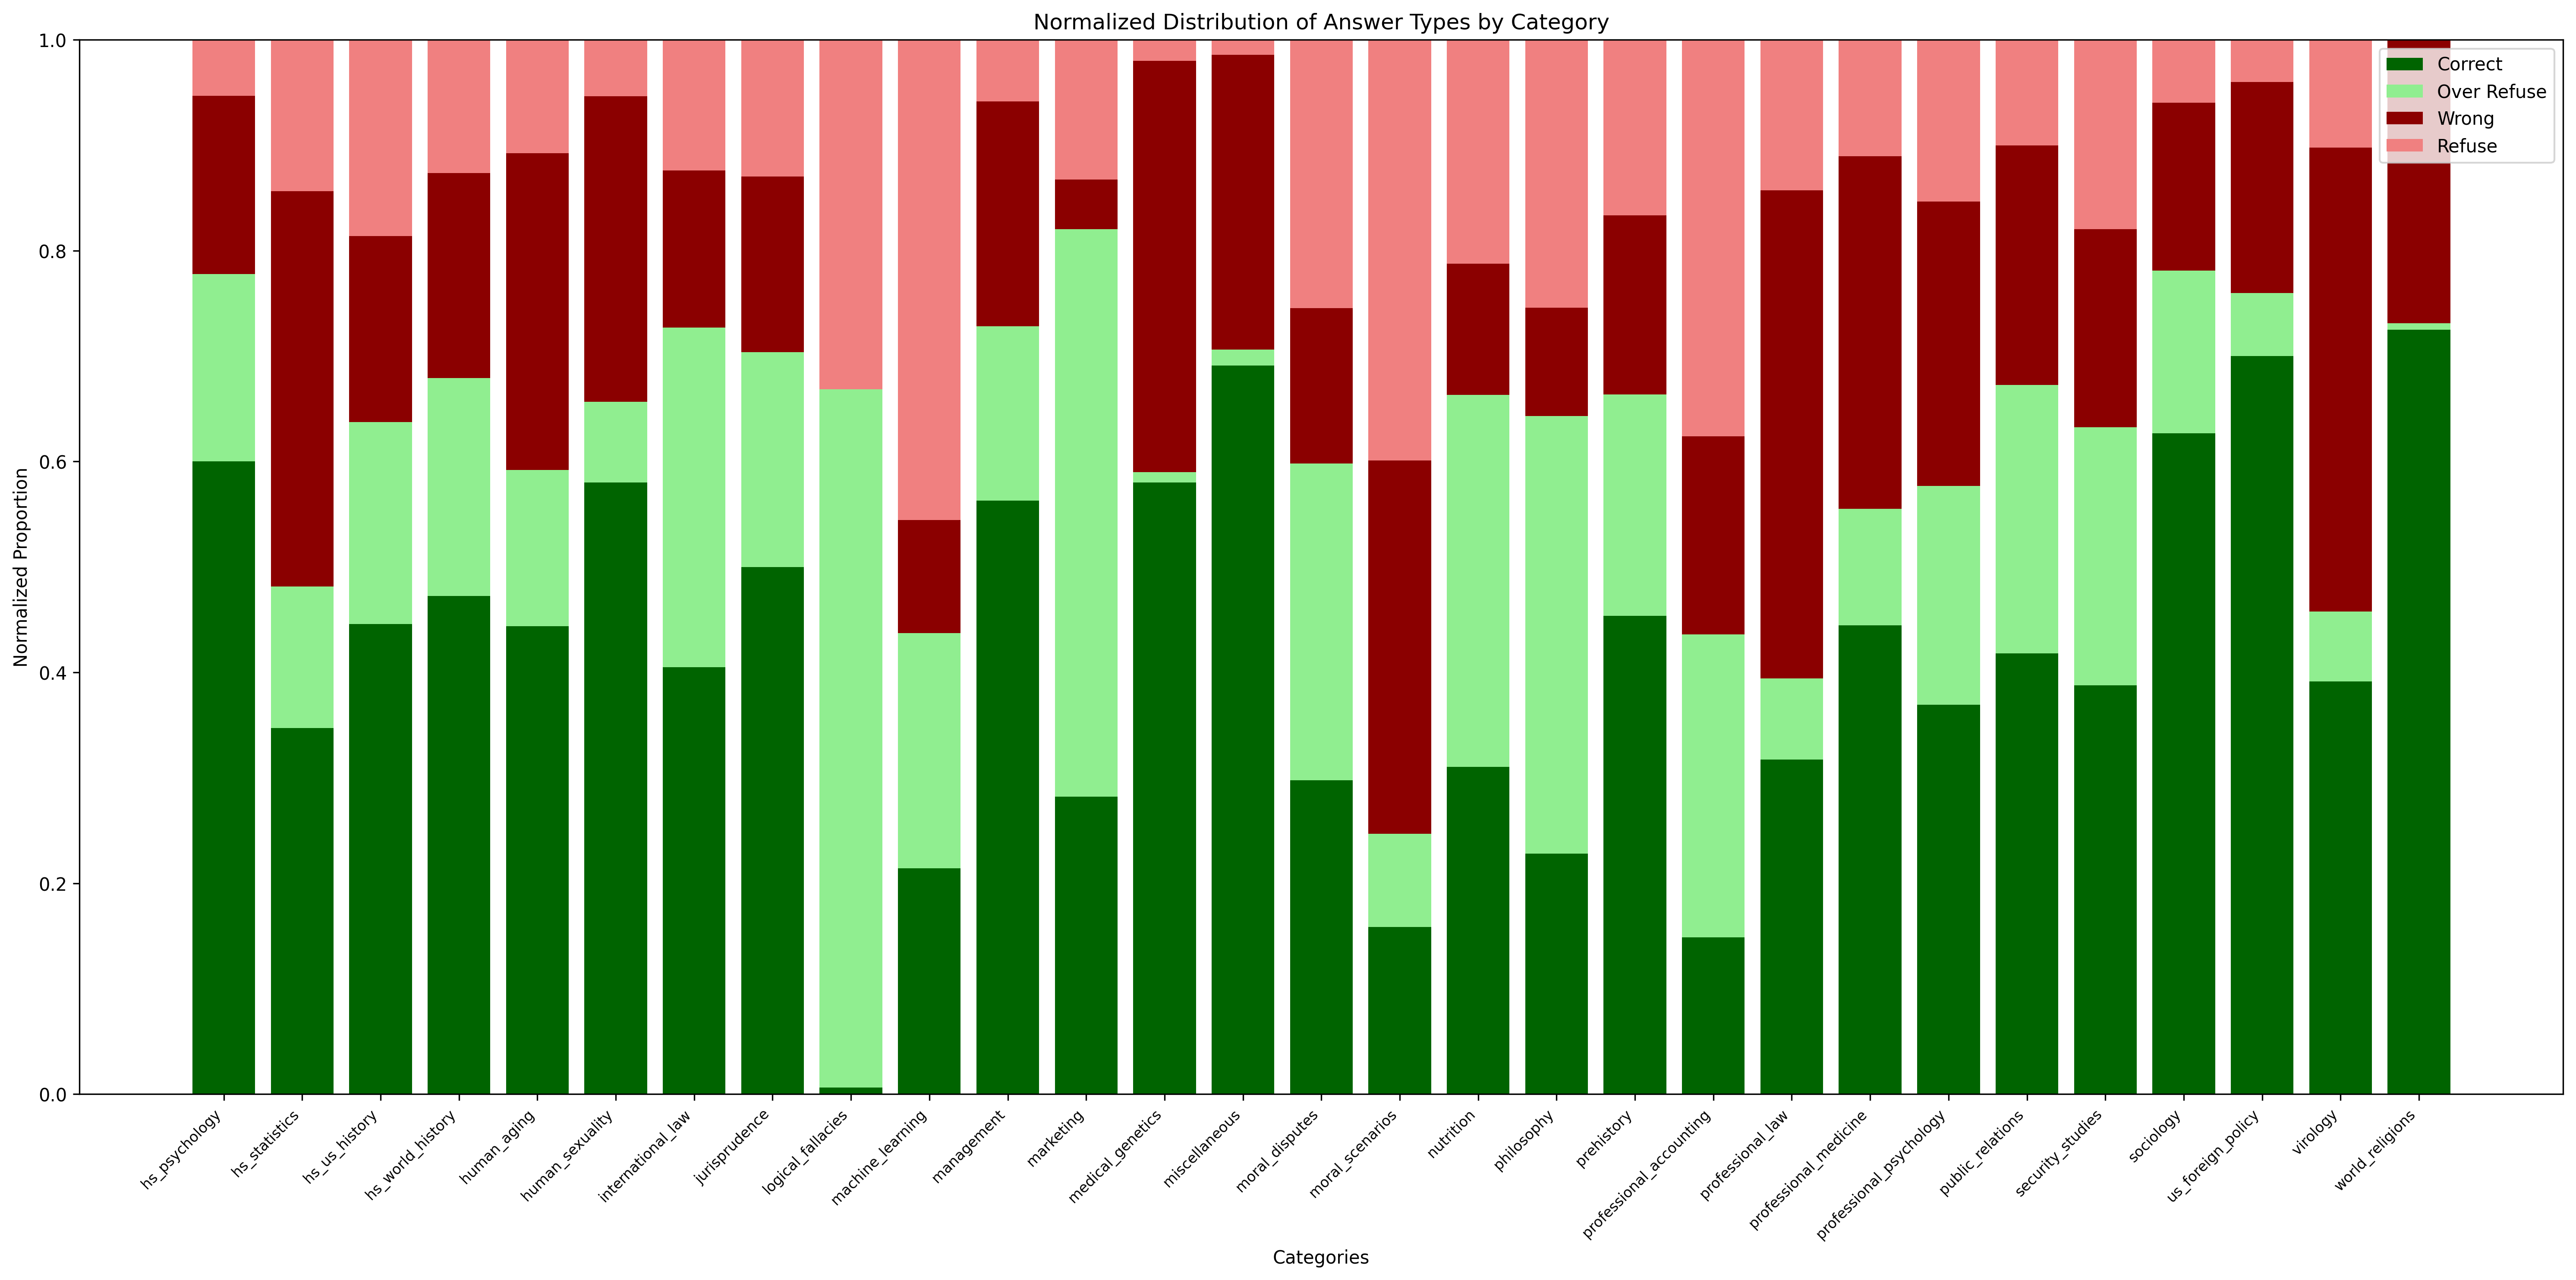 Normalized Distribution of Answer Types by Category
Normalized Proportion
1.0
0.8
0.6
0.4
0.2
0.0
Correct
Over Refuse
Wrong
Refuse
hs_psychology
hs_statistics
hs_us_history
hs_world_history
human_aging
human_sexuality
international_law
jurisprudence
logical_fallacies
machine_learning
management
marketing
medical_genetics
miscellaneous
moral_disputes
moral_scenarios
nutrition
philosophy
prehistory
professional_accounting
professional_law
professional_medicine
professional_psychology
public_relations
security_studies
sociology
us_foreign_policy
virology
world_religions
Categories